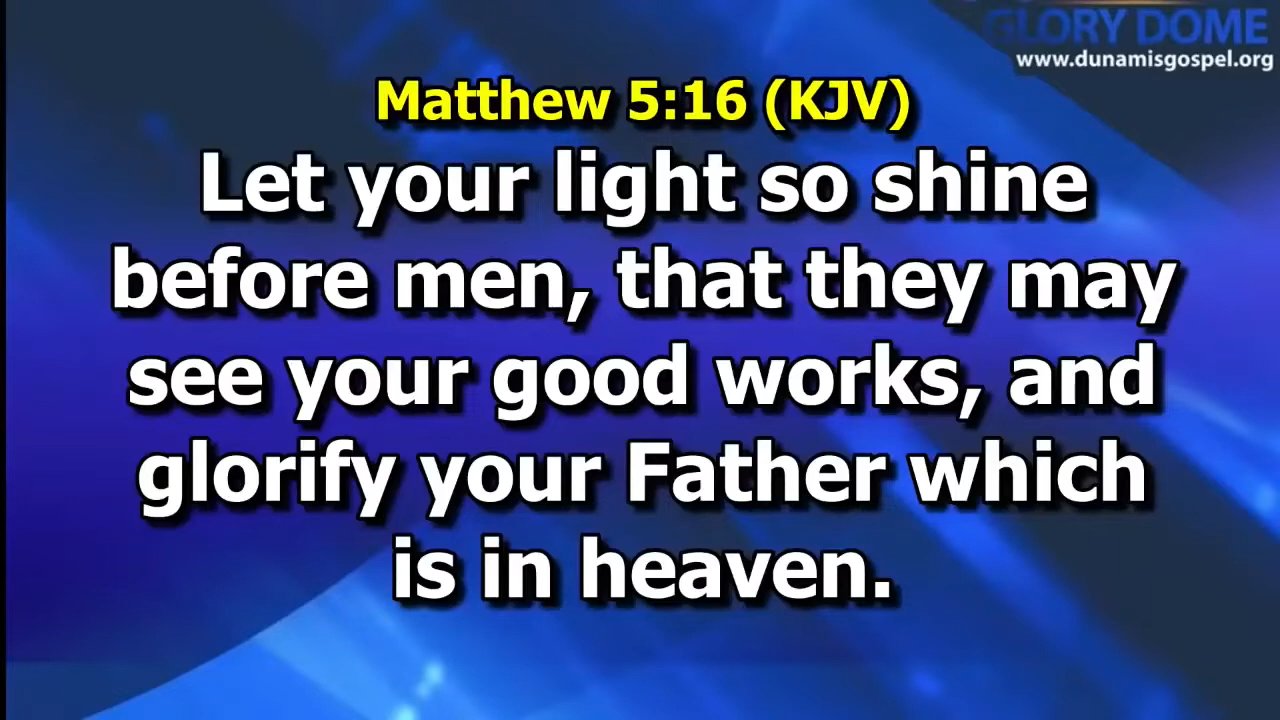 GLORY DOME
www.dunamisgospel.org
Matthew 5:16 (KJV)
Let your light so shine
before men, that they may
see your good works, and
glorify your Father which
is in heaven.